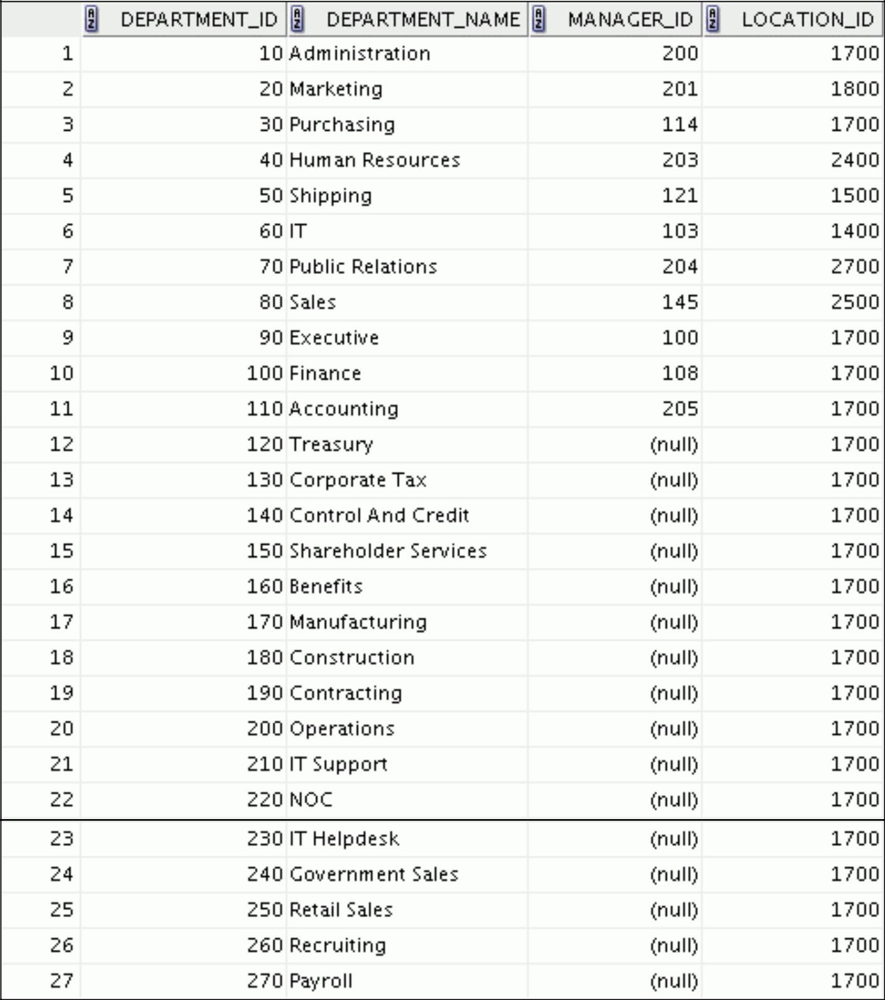 DEPARTMENT_ID DEPARTMENT_NAME MANAGER_ID LOCATION_ID
1 10 Administration 200 1700
2 20 Marketing 201 1800
3 30 Purchasing 114 1700
4 40 Human Resources 203 2400
5 50 Shipping 121 1500
6 60 IT 103 1400
7 70 Public Relations 204 2700
8 80 Sales 145 2500
9 90 Executive 100 1700
10 100 Finance 108 1700
11 110 Accounting 205 1700
12 120 Treasury (null) 1700
13 130 Corporate Tax (null) 1700
14 140 Control And Credit (null) 1700
15 150 Shareholder Services (null) 1700
16 160 Benefits (null) 1700
17 170 Manufacturing (null) 1700
18 180 Construction (null) 1700
19 190 Contracting (null) 1700
20 200 Operations (null) 1700
21 210 IT Support (null) 1700
22 220 NOC (null) 1700
23 230 IT Helpdesk (null) 1700
24 240 Government Sales (null) 1700
25 250 Retail Sales (null) 1700
26 260 Recruiting (null) 1700
27 270 Payroll (null) 1700